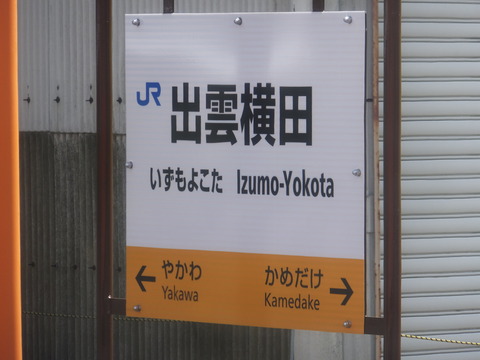 JR
出雲横田
いずもよこた Izumo-Yokota
← やかわ かめだけ →
Yakawa Kamedake